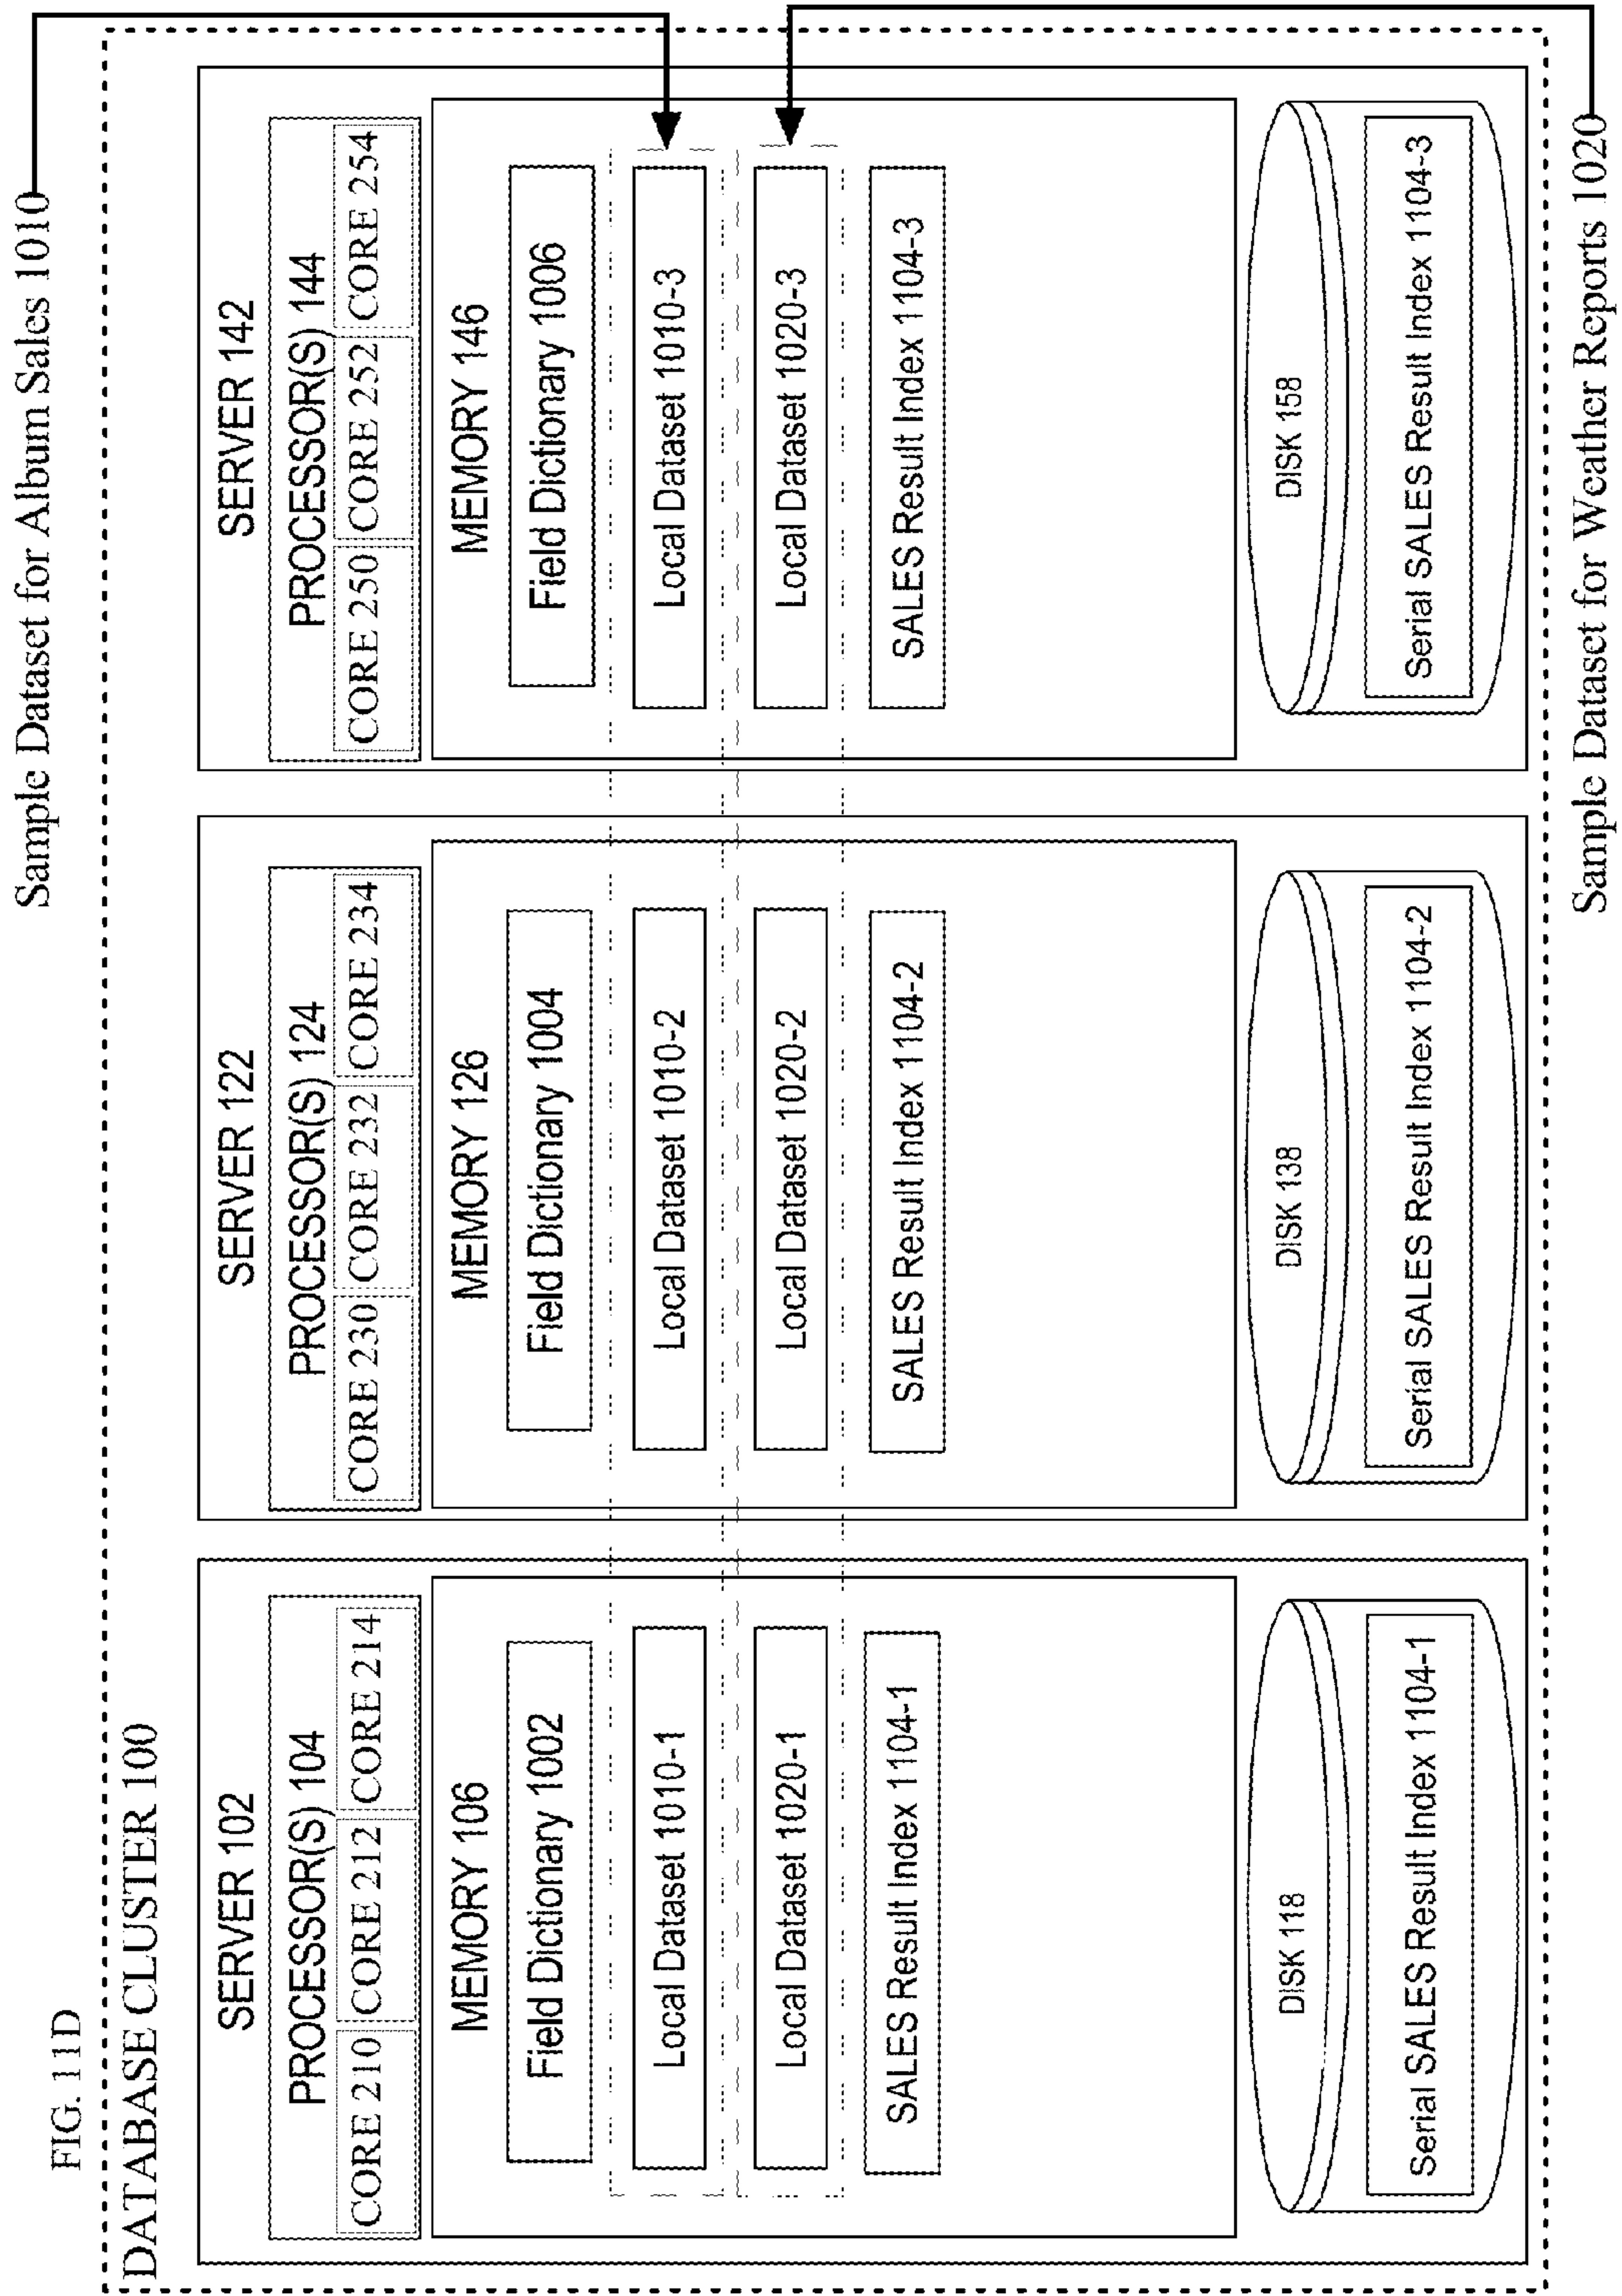 FIG. 11D
Sample Dataset for Album Sales 1010
DATABASE CLUSTER 100
SERVER 102
PROCESSOR(S) 104
CORE 210 CORE 212 CORE 214
MEMORY 106
Field Dictionary 1002
Local Dataset 1010-1
Local Dataset 1020-1
SALES Result Index 1104-1
DISK 118
Serial SALES Result Index 1104-1
SERVER 122
PROCESSOR(S) 124
CORE 230 CORE 232 CORE 234
MEMORY 126
Field Dictionary 1004
Local Dataset 1010-2
Local Dataset 1020-2
SALES Result Index 1104-2
DISK 138
Serial SALES Result Index 1104-2
SERVER 142
PROCESSOR(S) 144
CORE 250 CORE 252 CORE 254
MEMORY 146
Field Dictionary 1006
Local Dataset 1010-3
Local Dataset 1020-3
SALES Result Index 1104-3
DISK 158
Serial SALES Result Index 1104-3
Sample Dataset for Weather Reports 1020